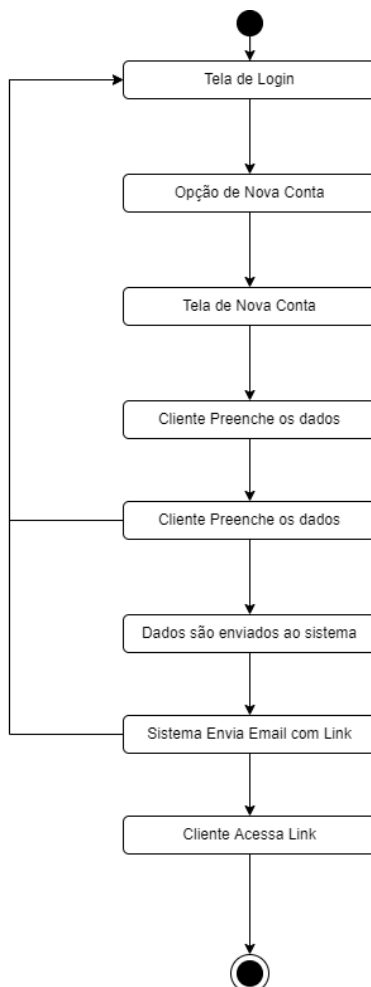 Tela de Login
Opção de Nova Conta
Tela de Nova Conta
Cliente Preenche os dados
Cliente Preenche os dados
Dados são enviados ao sistema
Sistema Envia Email com Link
Cliente Acessa Link